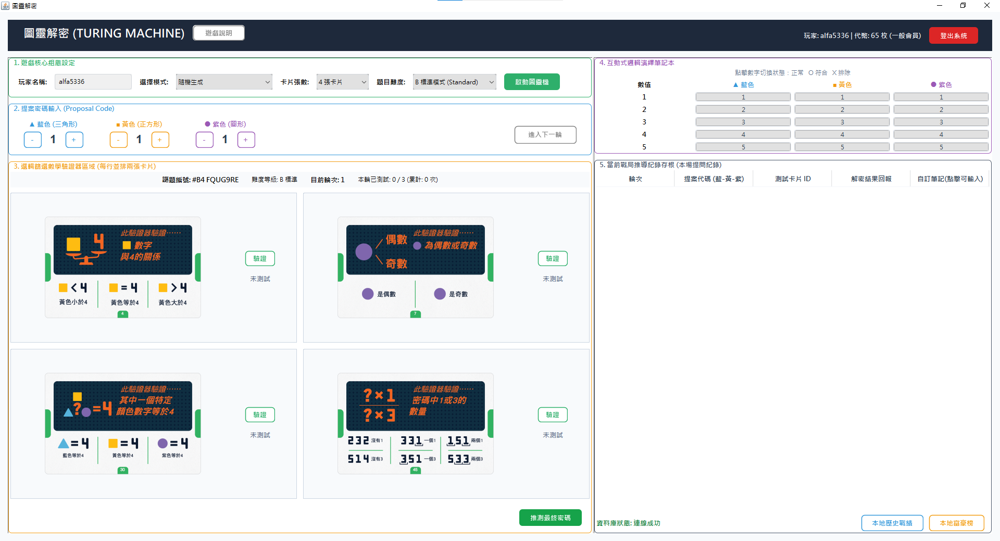 圖靈解密
圖靈解密 (TURING MACHINE)
遊戲說明
玩家: alfa5336 | 代幣: 65 枚 (一般會員)
登出系統
1. 遊戲核心組態設定
玩家名稱:
alfa5336
選擇模式:
隨機生成
卡片張數:
4 張卡片
題目難度:
B 標準模式 (Standard)
啟動圖靈機
2. 提案密碼輸入 (Proposal Code)
▲ 藍色 (三角形)
■ 黃色 (正方形)
● 紫色 (圓形)
- 1 +
- 1 +
- 1 +
進入下一輪
3. 邏輯篩選數學驗證器區域 (每行並排兩張卡片)
謎題編號: #B4 FQUG9RE
難度等級: B 標準
目前輪次: 1
本輪已測試: 0 / 3 (累計: 0 次)
4
此驗證器驗證……
數字
與4的關係
< 4
= 4
> 4
黃色小於4
黃色等於4
黃色大於4
4
驗證
未測試
偶數
奇數
此驗證器驗證……
為偶數或奇數
是偶數
是奇數
7
驗證
未測試
?=4
此驗證器驗證……
其中一個特定
顏色數字等於4
=4
=4
=4
藍色等於4
黃色等於4
紫色等於4
30
驗證
未測試
?×1
?×3
此驗證器驗證……
密碼中1或3的
數量
232 沒有1
331 一個1
151 兩個1
514 沒有3
351 一個3
533 兩個3
45
驗證
未測試
推測最終密碼
4. 互動式邏輯演繹筆記本
點擊數字切換狀態：正常 O 符合 X 排除
數值 ▲ 藍色 ■ 黃色 ● 紫色
1 1 1 1
2 2 2 2
3 3 3 3
4 4 4 4
5 5 5 5
5. 當前戰局推導紀錄存根 (本場提問紀錄)
輪次 提案代碼 (藍-黃-紫) 測試卡片 ID 解密結果回報 自訂筆記(點擊可輸入)
資料庫狀態: 連線成功
本地歷史戰績
本地富豪榜